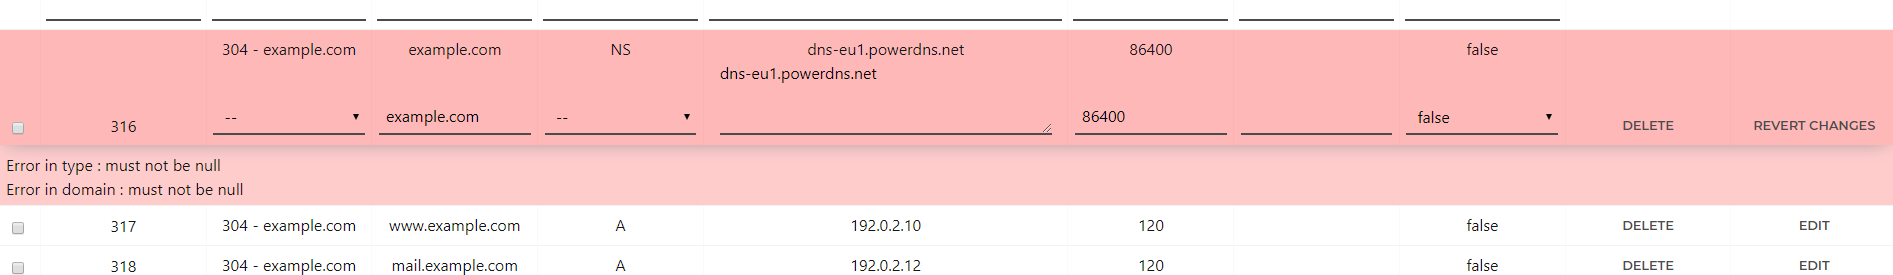 304 - example.com example.com NS dns-eu1.powerdns.net 86400 false
dns-eu1.powerdns.net
316 -- example.com -- 86400 false DELETE REVERT CHANGES
Error in type : must not be null
Error in domain : must not be null
317 304 - example.com www.example.com A 192.0.2.10 120 false DELETE EDIT
318 304 - example.com mail.example.com A 192.0.2.12 120 false DELETE EDIT